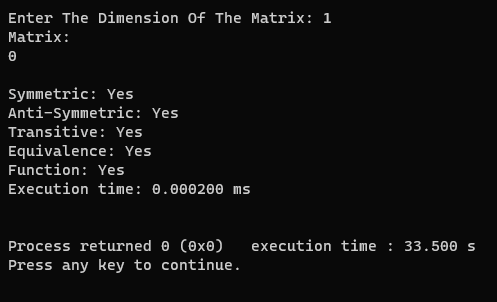 Enter The Dimension Of The Matrix: 1
Matrix:
0
Symmetric: Yes
Anti-Symmetric: Yes
Transitive: Yes
Equivalence: Yes
Function: Yes
Execution time: 0.000200 ms
Process returned 0 (0x0)   execution time : 33.500 s
Press any key to continue.